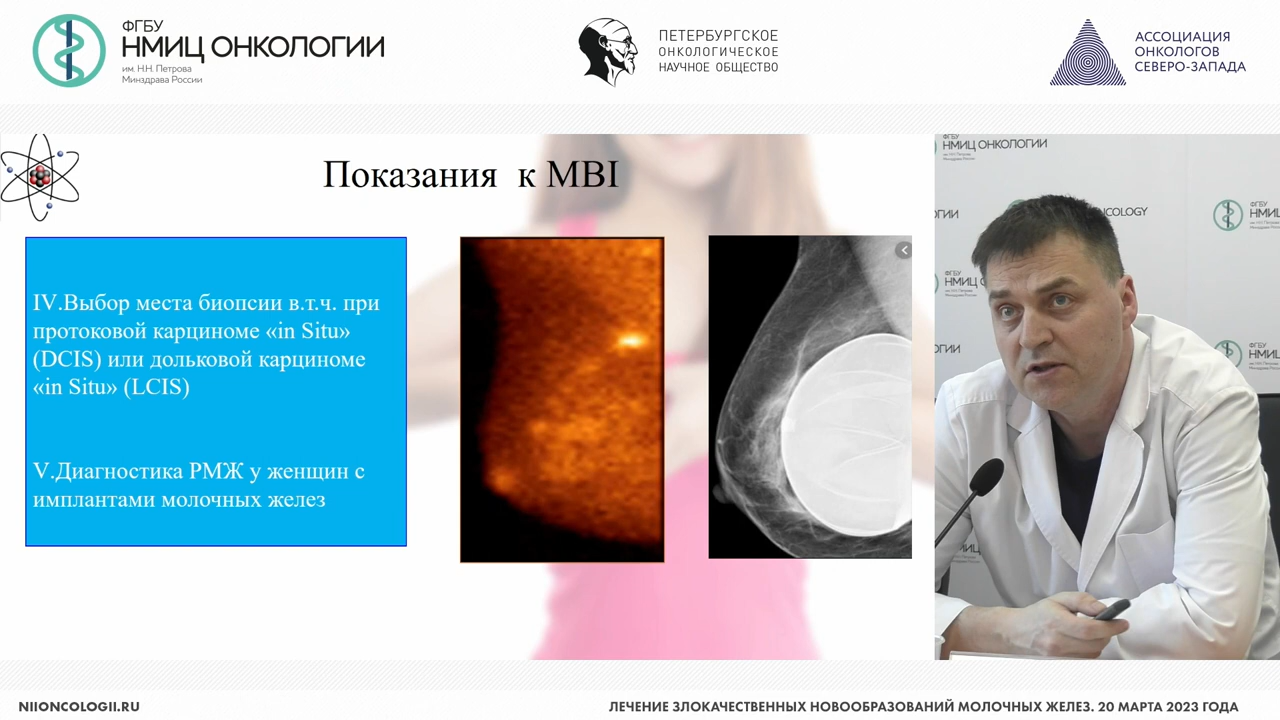 ФГБУ
НМИЦ ОНКОЛОГИИ
им. Н.Н. Петрова
Минздрава России
ПЕТЕРБУРГСКОЕ
ОНКОЛОГИЧЕСКОЕ
НАУЧНОЕ ОБЩЕСТВО
АССОЦИАЦИЯ
ОНКОЛОГОВ
СЕВЕРО-ЗАПАДА
Показания к MBI
IV.Выбор места биопсии в.т.ч. при
протоковой карциноме «in Situ»
(DCIS) или дольковой карциноме
«in Situ» (LCIS)
V.Диагностика РМЖ у женщин с
имплантами молочных желез
ФГБУ
НМИЦ ОНКОЛОГИИ
NIIONCOLOGII.RU
ЛЕЧЕНИЕ ЗЛОКАЧЕСТВЕННЫХ НОВООБРАЗОВАНИЙ МОЛОЧНЫХ ЖЕЛЕЗ. 20 МАРТА 2023 ГОДА